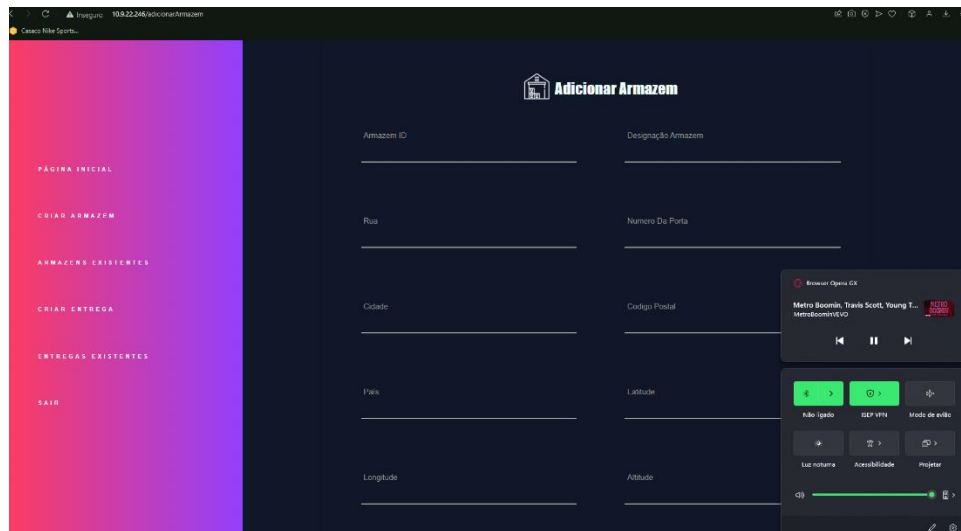 Inseguro 10.9.22.246/adicionarArmazem
Casaco Nike Sports...
Adicionar Armazem
Armazem ID
Designação Armazem
PÁGINA INICIAL
CRIAR ARMAZEM
Rua
Numero Da Porta
ARMAZENS EXISTENTES
Browser Opera GX
CRIAR ENTREGA
Cidade
Codigo Postal
Metro Boomin, Travis Scott, Young T...
MetroBoominVEVO
METRO
BOOMIN
ENTREGAS EXISTENTES
País
Latitude
SAIR
Não ligado
ISEP VPN
Modo de avião
Luz noturna
Acessibilidade
Projetar
Longitude
Altitude